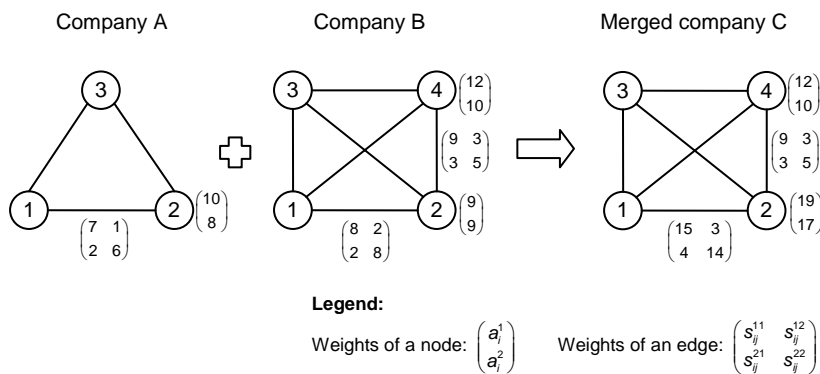 Company A Company B Merged company C
3 3 4 (12 10) 3 4 (12 10)
(9 3 3 5) (9 3 3 5)
1 2 (10 8) 1 2 (9 9) 1 2 (19 17)
(7 1 2 6) (8 2 2 8) (15 3 4 14)
Legend:
Weights of a node: (a_i^1 a_i^2) Weights of an edge: (s_ij^11 s_ij^12 s_ij^21 s_ij^22)